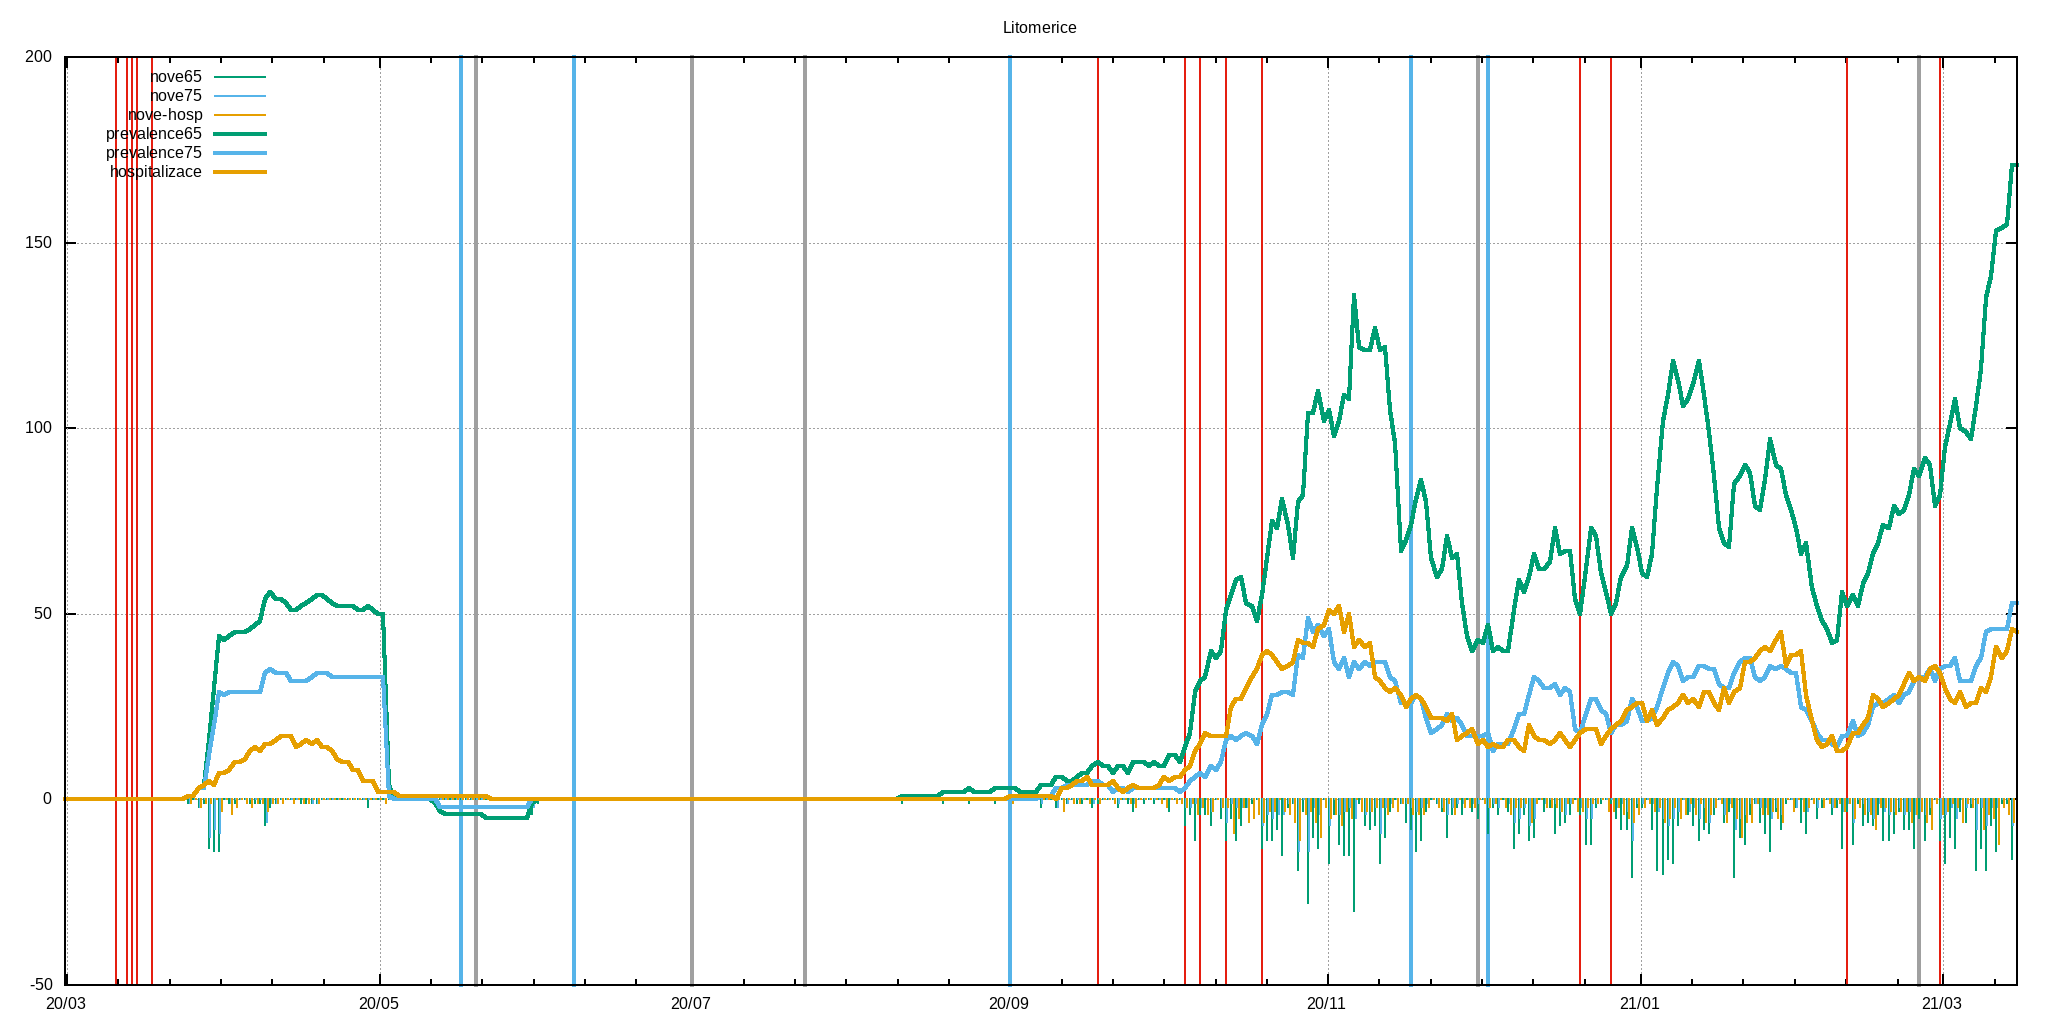 Litomerice
200
nove65
nove75
nove-hosp
prevalence65
prevalence75
hospitalizace
150
100
50
0
-50
20/03 20/05 20/07 20/09 20/11 21/01 21/03